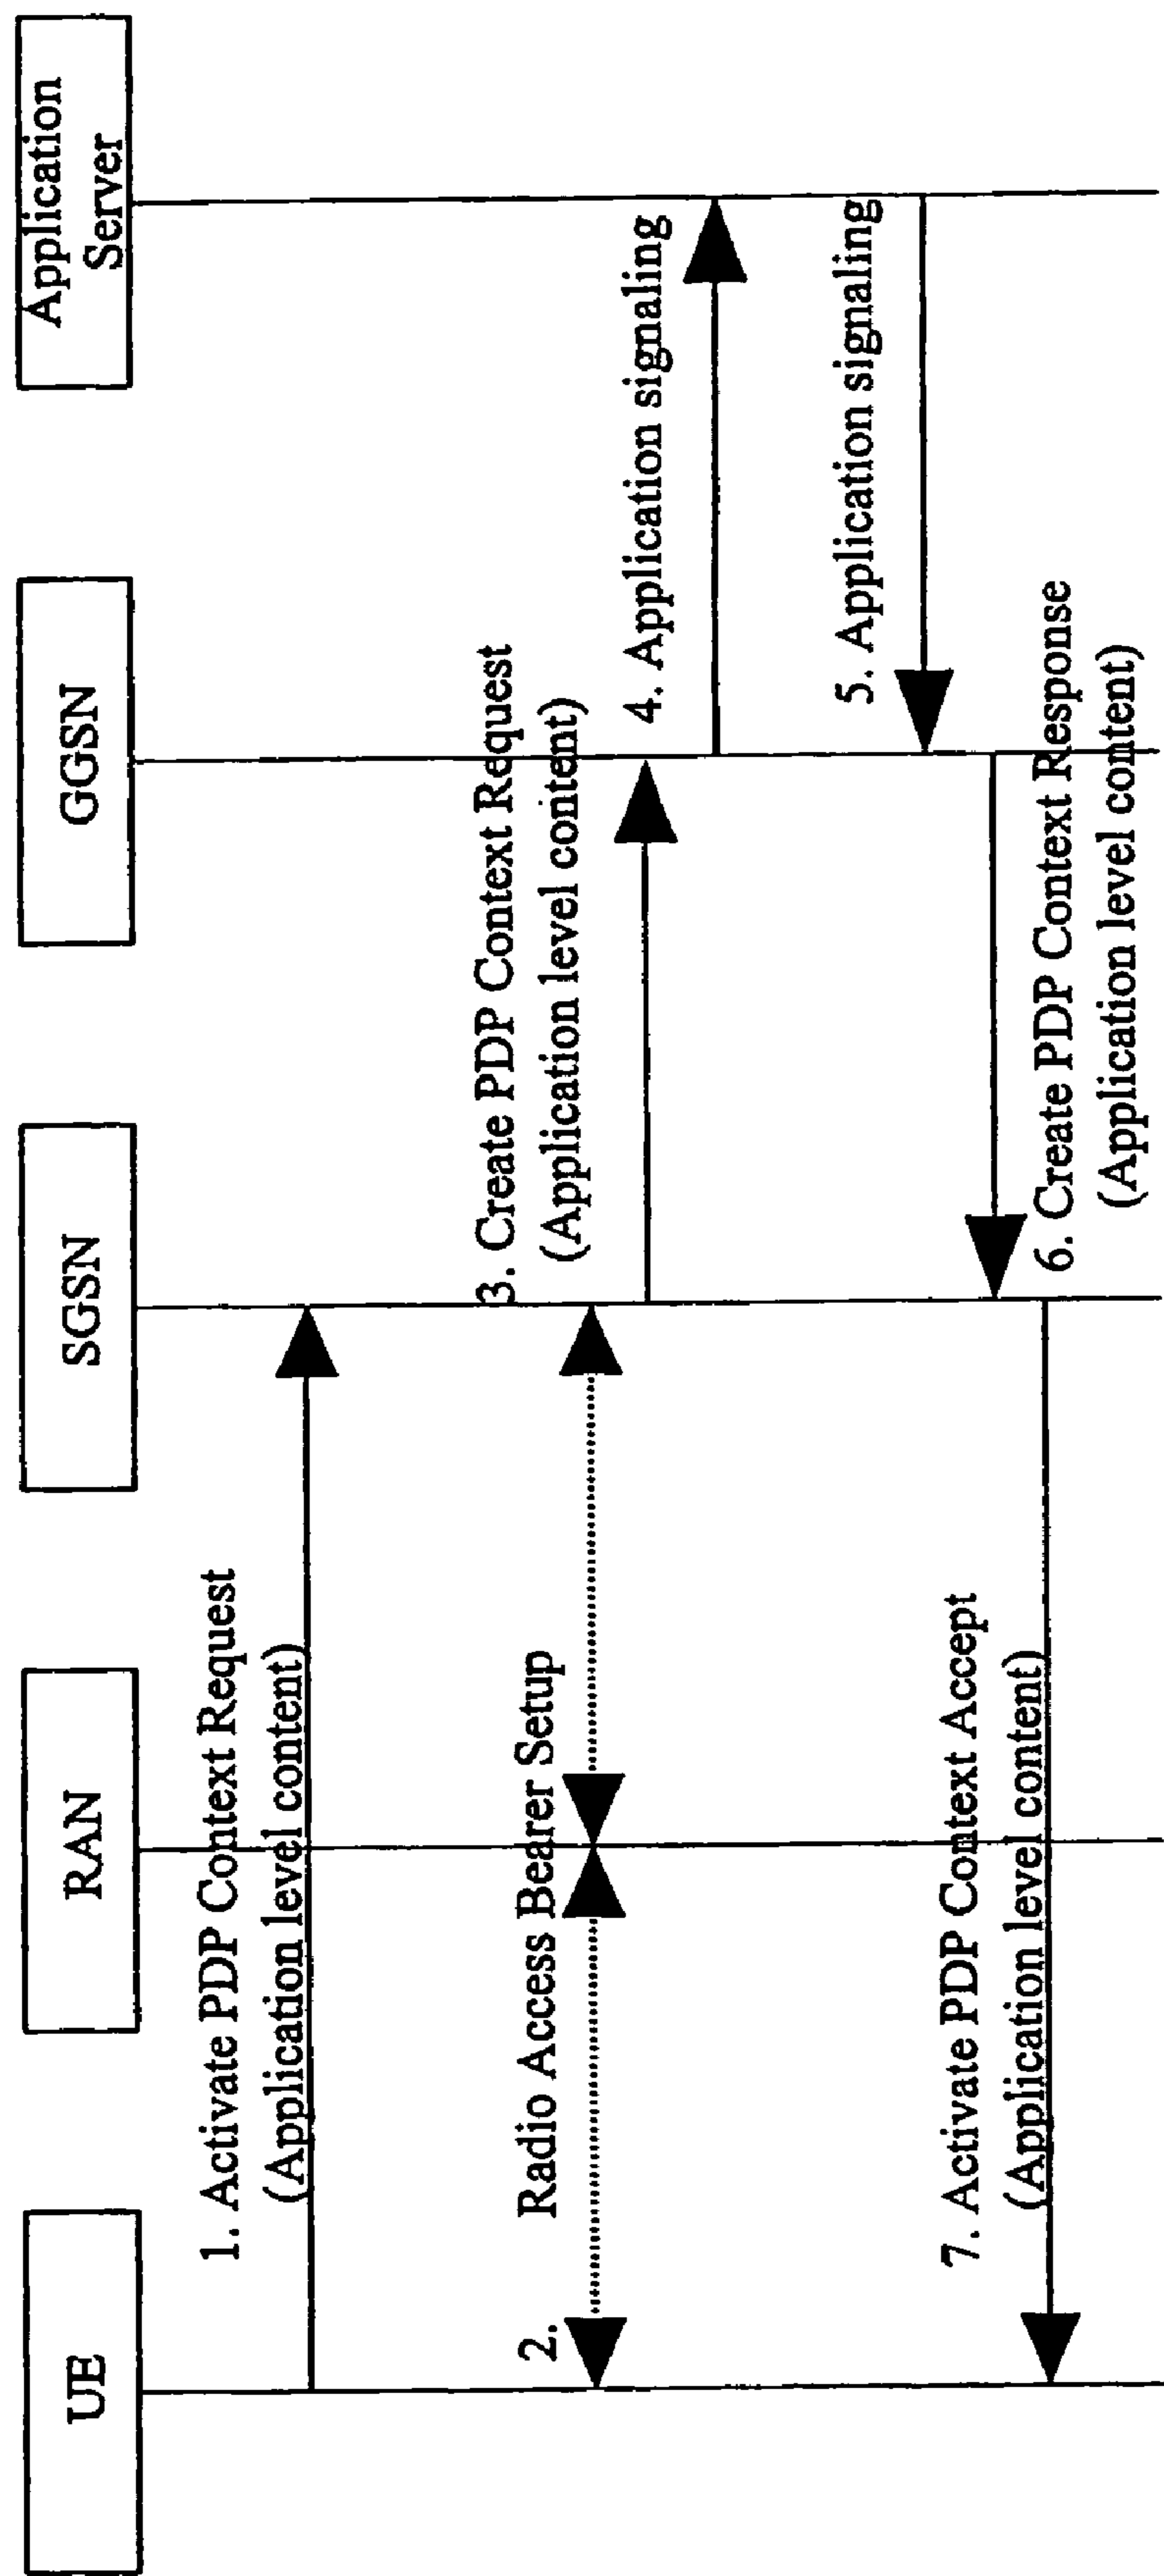 UE
RAN
SGSN
GGSN
Application
Server
1. Activate PDP Context Request
(Application level content)
2. Radio Access Bearer Setup
3. Create PDP Context Request
(Application level content)
4. Application signaling
5. Application signaling
6. Create PDP Context Response
(Application level content)
7. Activate PDP Context Accept
(Application level content)